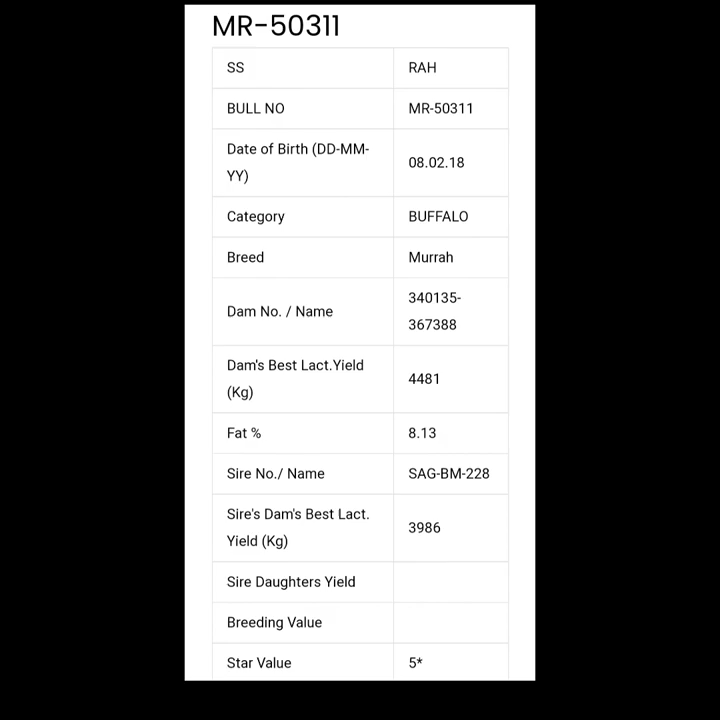 MR-50311
SS RAH
BULL NO MR-50311
Date of Birth (DD-MM-
YY) 08.02.18
Category BUFFALO
Breed Murrah
Dam No. / Name 340135-
367388
Dam's Best Lact.Yield
(Kg) 4481
Fat % 8.13
Sire No./ Name SAG-BM-228
Sire's Dam's Best Lact.
Yield (Kg) 3986
Sire Daughters Yield
Breeding Value
Star Value 5*